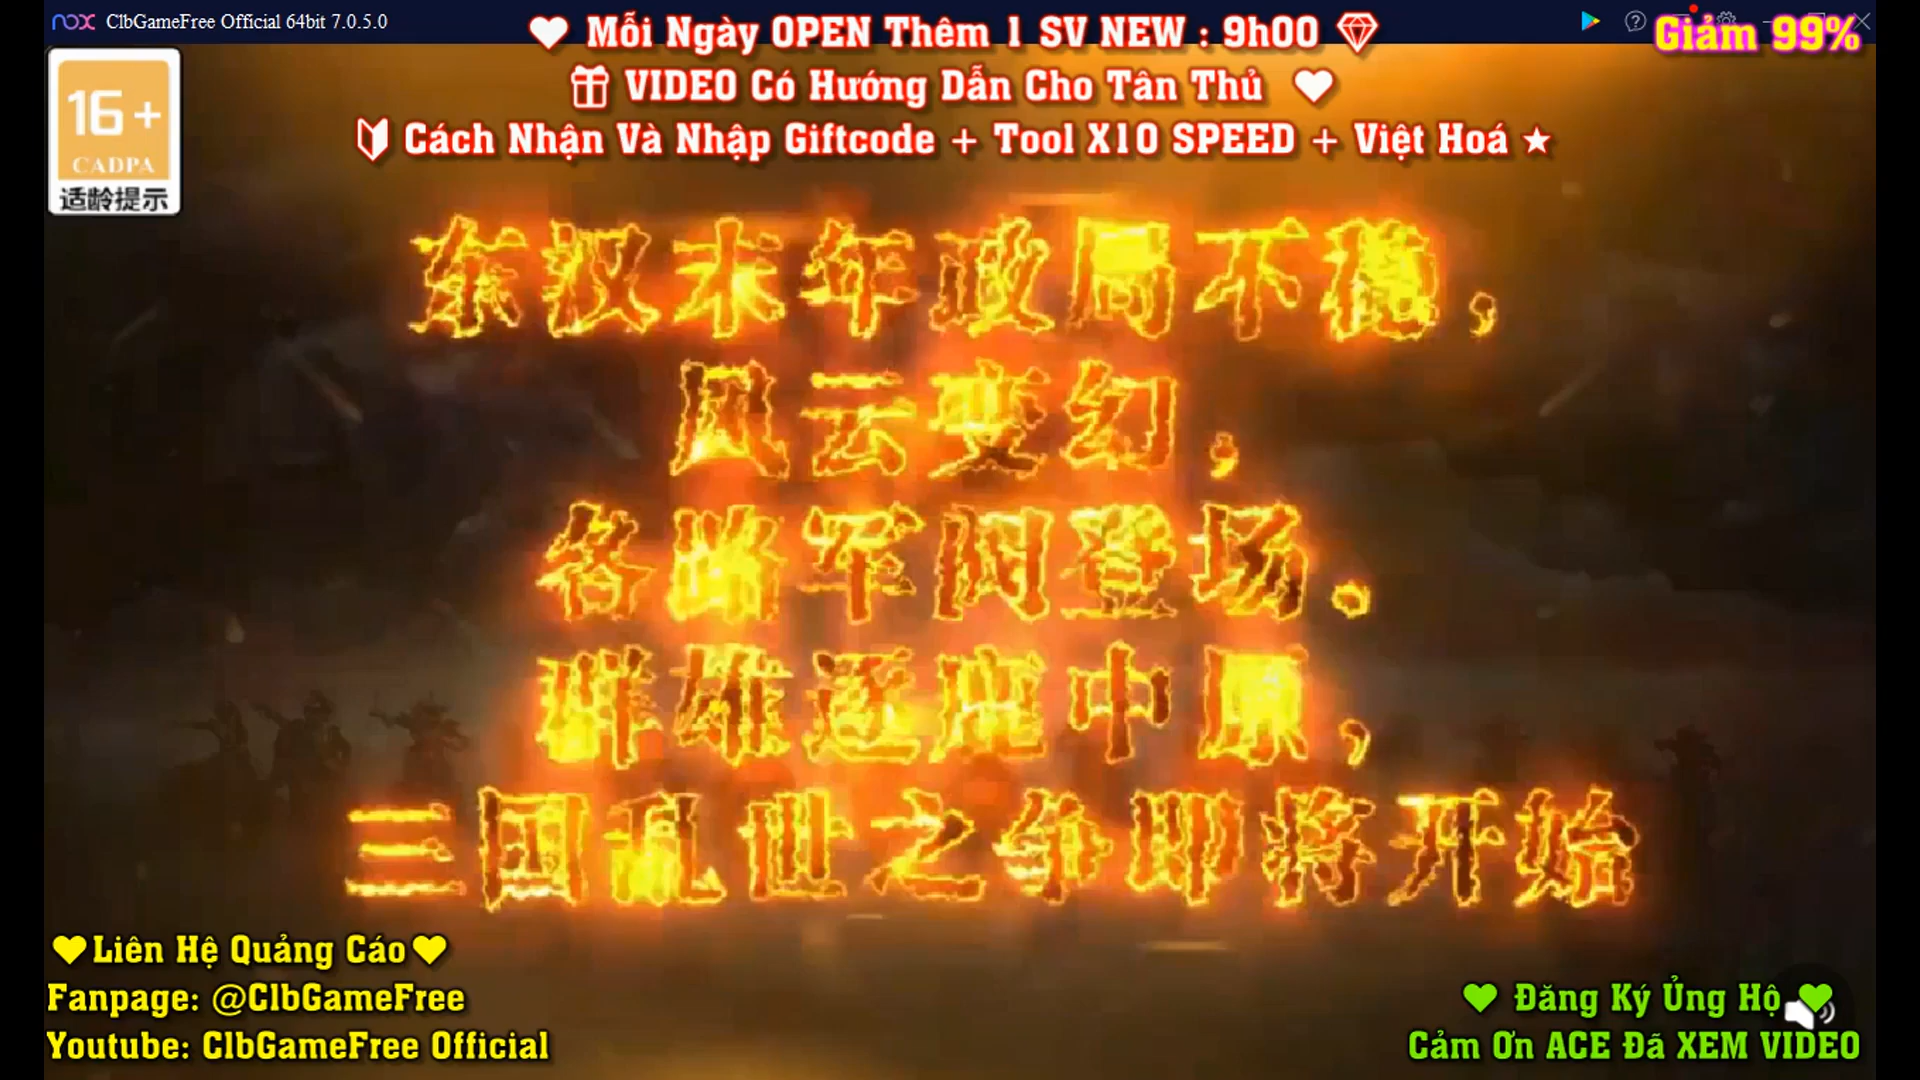 nox ClbGameFree Official 64bit 7.0.5.0
❤ Mỗi Ngày OPEN Thêm 1 SV NEW : 9h00
Giảm 99%
VIDEO Có Hướng Dẫn Cho Tân Thủ ❤
Cách Nhận Và Nhập Giftcode + Tool X10 SPEED + Việt Hoá ★
16+
CADPA
适龄提示
东汉末年政局不稳,
风云变幻,
各路军阀登场。
群雄逐鹿中原,
三国乱世之争即将开始
❤Liên Hệ Quảng Cáo❤
Fanpage: @ClbGameFree
Youtube: ClbGameFree Official
❤ Đăng Ký Ủng Hộ ❤
Cảm Ơn ACE Đã XEM VIDEO